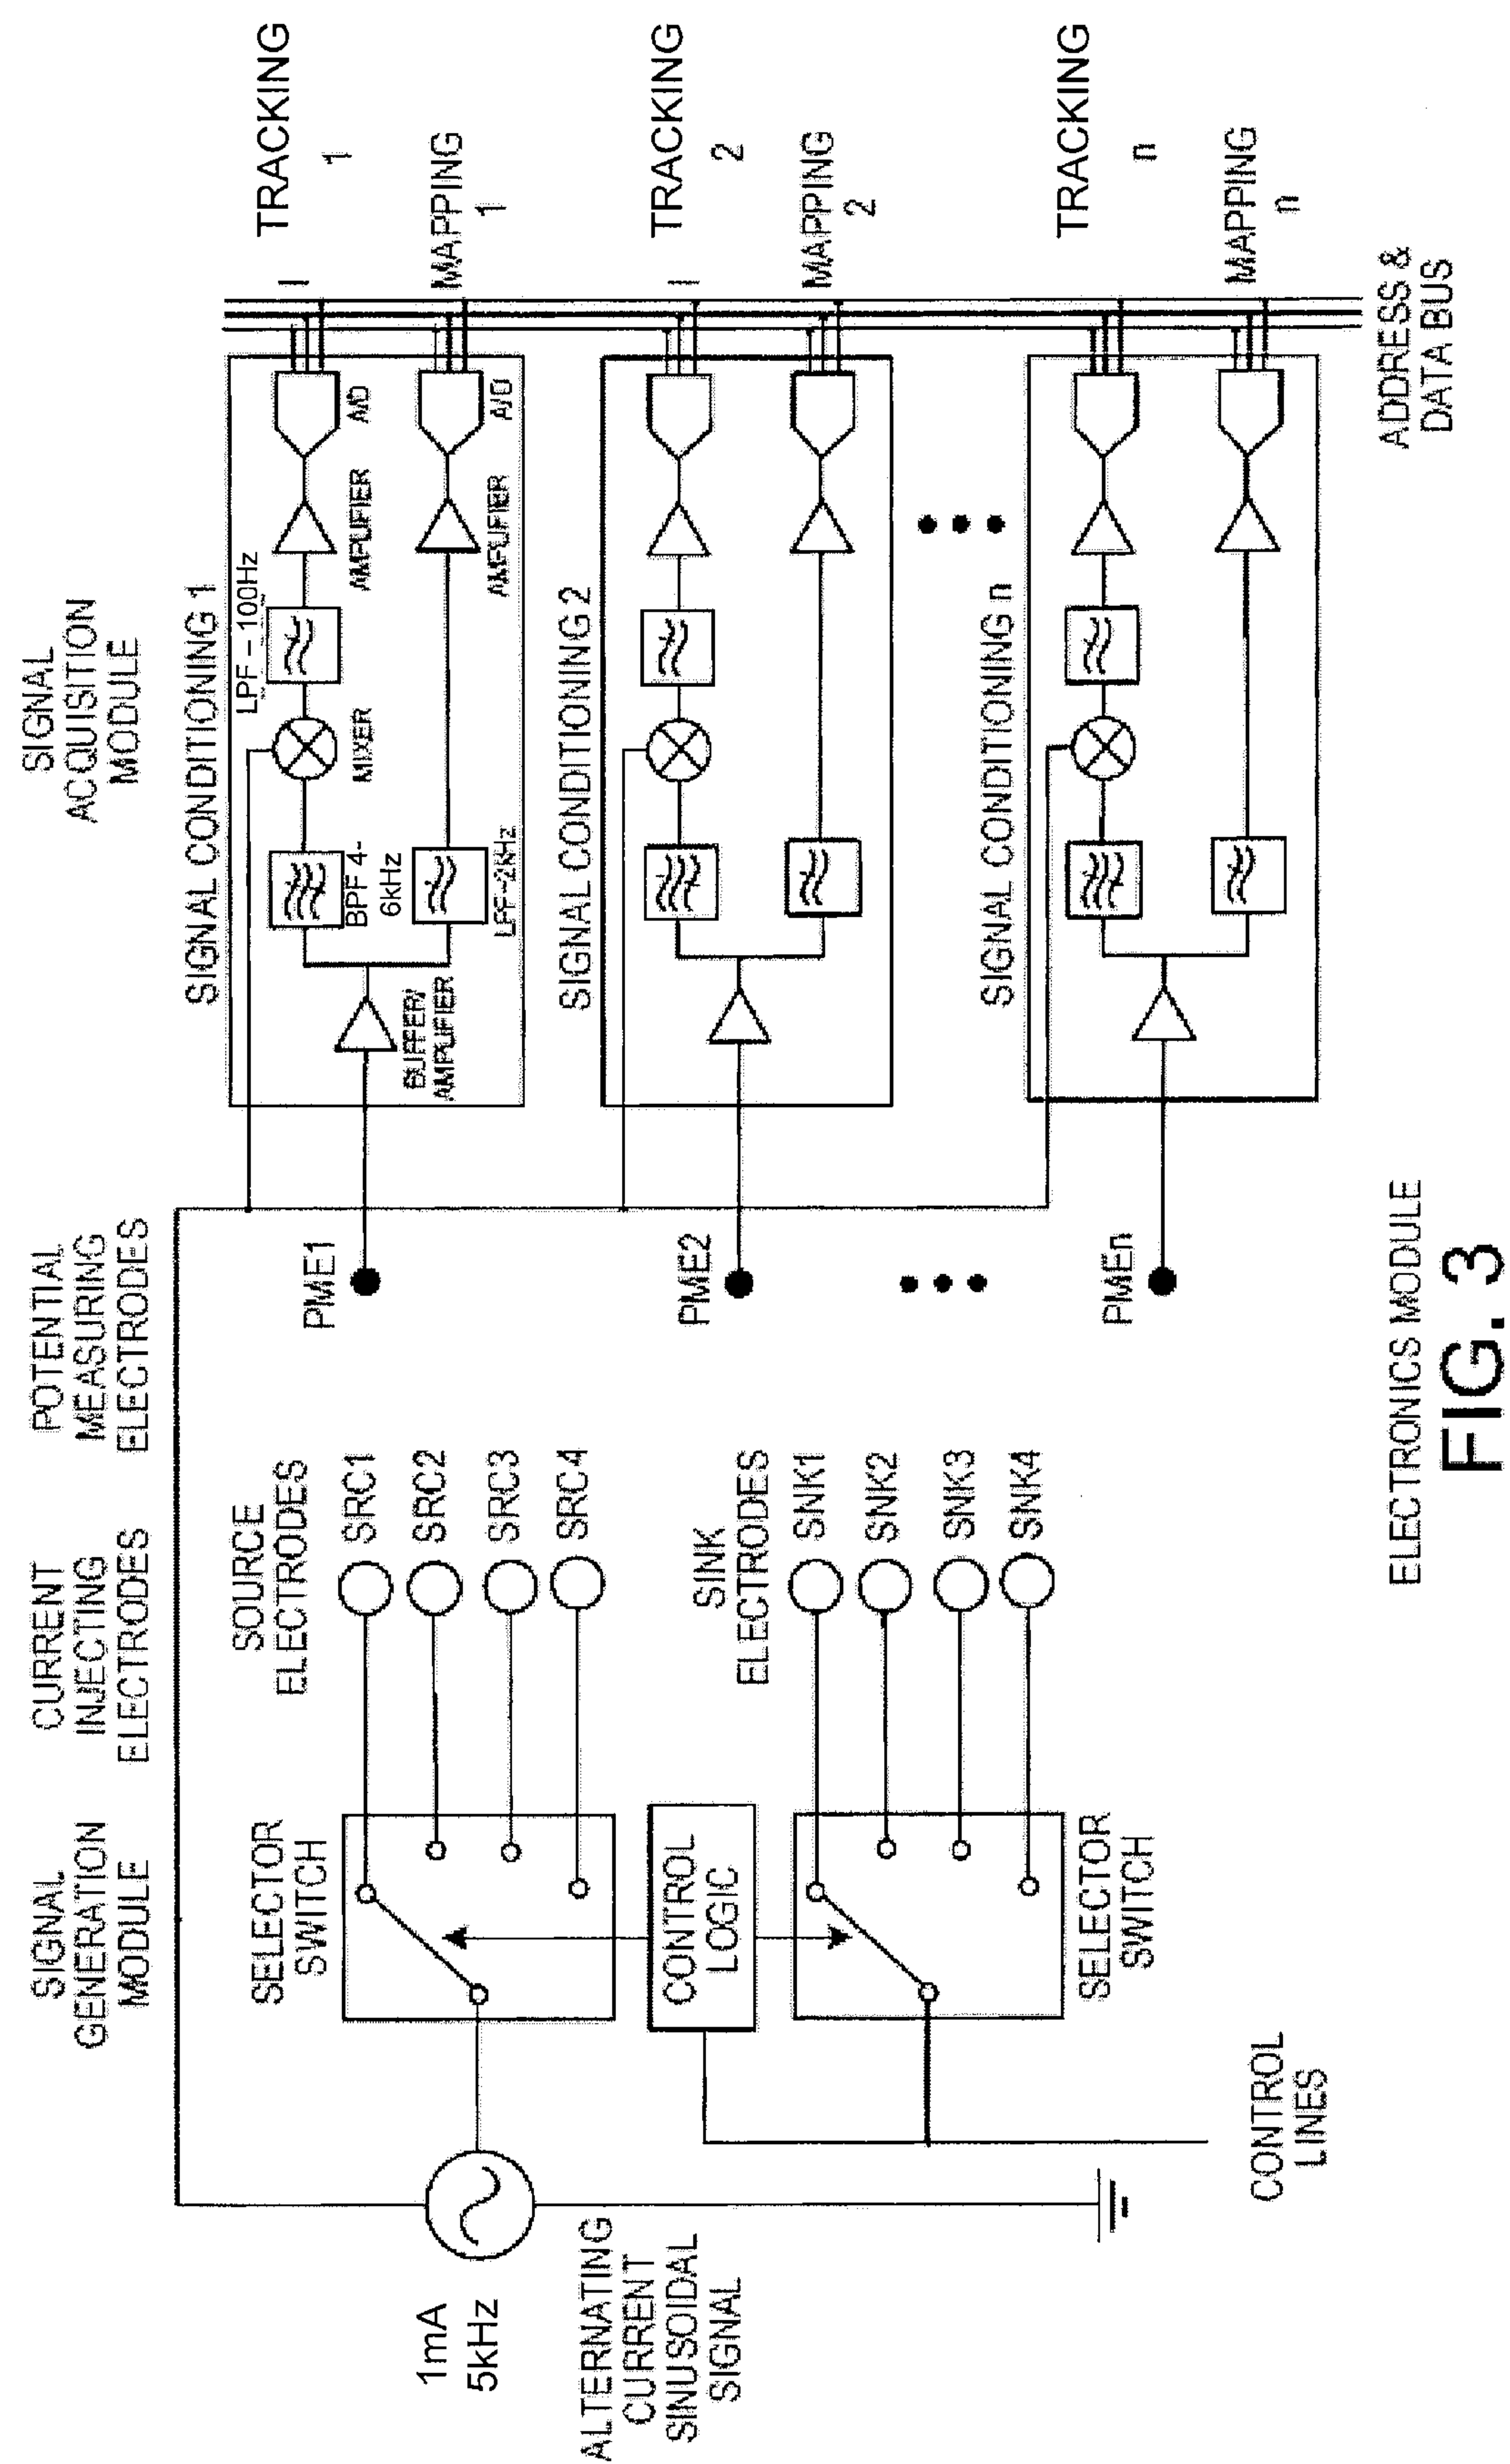 SIGNAL
GENERATION
MODULE
CURRENT
INJECTING
ELECTRODES
POTENTIAL
MEASURING
ELECTRODES
SIGNAL
ACQUISITION
MODULE
1mA
5kHz
ALTERNATING
CURRENT
SINUSOIDAL
SIGNAL
SELECTOR
SWITCH
CONTROL
LOGIC
SELECTOR
SWITCH
CONTROL
LINES
SOURCE
ELECTRODES
SRC1
SRC2
SRC3
SRC4
SINK
ELECTRODES
SNK1
SNK2
SNK3
SNK4
PME1
PME2
PMEn
SIGNAL CONDITIONING 1
BUFFER/
AMPLIFIER
BPF 4-
6kHz
MIXER
LPF - 100Hz
AMPLIFIER
A/D
LPF-2kHz
AMPLIFIER
A/D
SIGNAL CONDITIONING 2
SIGNAL CONDITIONING n
TRACKING
1
MAPPING
1
TRACKING
2
MAPPING
2
TRACKING
n
MAPPING
n
ADDRESS &
DATA BUS
ELECTRONICS MODULE
FIG. 3